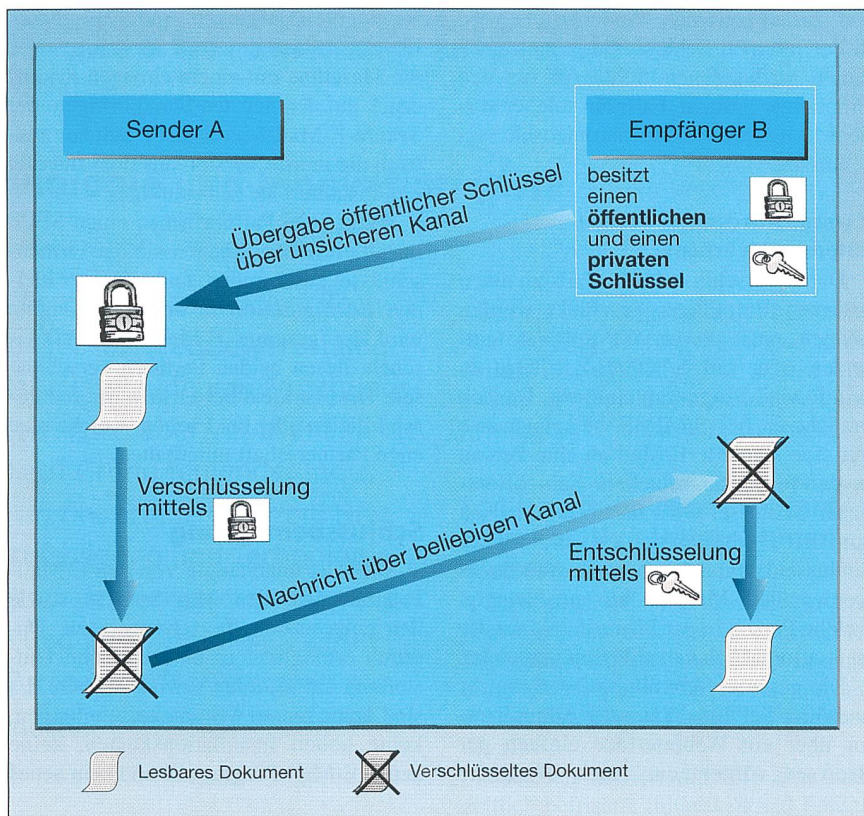 Sender A
Empfänger B
besitzt
einen
öffentlichen
und einen
privaten
Schlüssel
Übergabe öffentlicher Schlüssel
über unsicheren Kanal
Verschlüsselung
mittels
Nachricht über beliebigen Kanal
Entschlüsselung
mittels
Lesbares Dokument
Verschlüsseltes Dokument